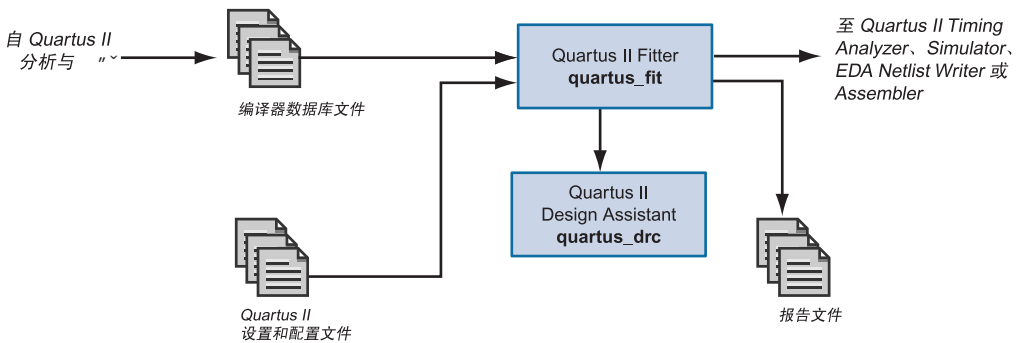 自 Quartus II
分析与
编译器数据库文件
Quartus II Fitter
quartus_fit
至 Quartus II Timing
Analyzer、Simulator、
EDA Netlist Writer 或
Assembler
Quartus II
Design Assistant
quartus_drc
Quartus II
设置和配置文件
报告文件